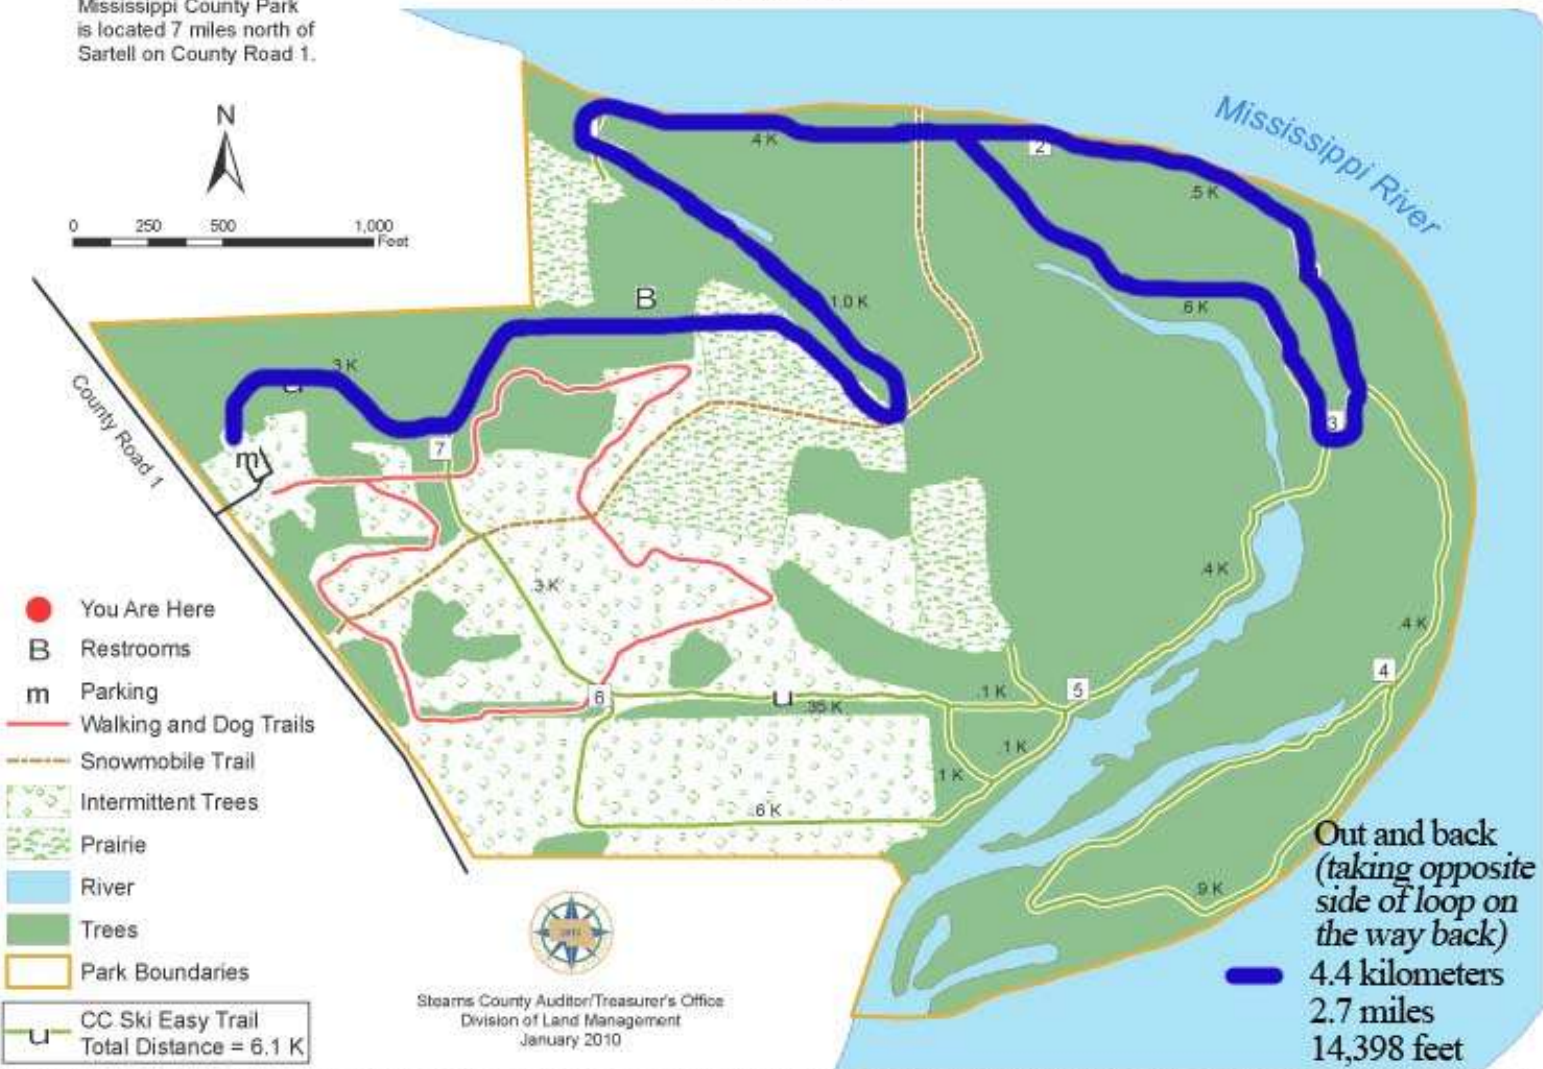 Mississippi County Park
is located 7 miles north of
Sartell on County Road 1.
N
0 250 500 1,000
Feet
Mississippi River
.4 K
2
.5 K
B
1.0 K
.6 K
.3 K
u
County Road 1
m
7
3
.3 K
.4 K
.4 K
6
u
.35 K
.1 K
5
4
.1 K
.1 K
.6 K
.9 K
You Are Here
B Restrooms
m Parking
Walking and Dog Trails
Snowmobile Trail
Intermittent Trees
Prairie
River
Trees
Park Boundaries
u CC Ski Easy Trail
Total Distance = 6.1 K
Stearns County Auditor/Treasurer's Office
Division of Land Management
January 2010
Out and back
(taking opposite
side of loop on
the way back)
4.4 kilometers
2.7 miles
14,398 feet